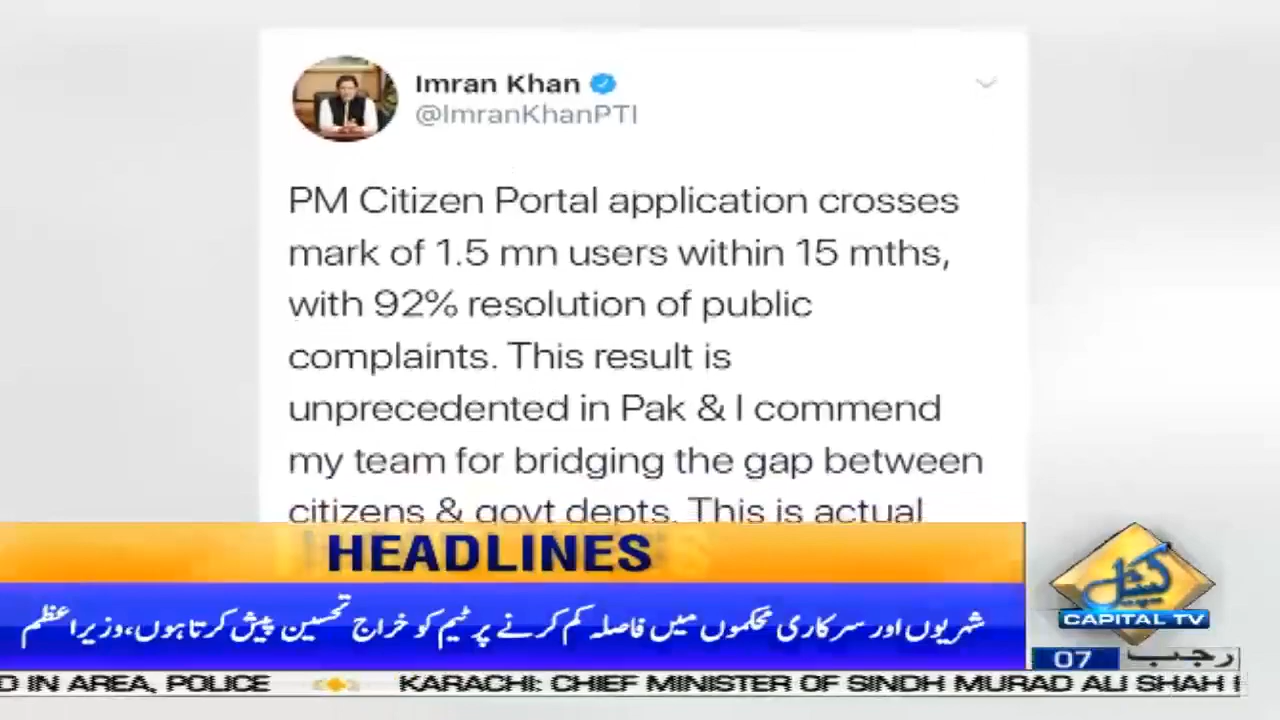 Imran Khan
@ImranKhanPTI
PM Citizen Portal application crosses
mark of 1.5 mn users within 15 mths,
with 92% resolution of public
complaints. This result is
unprecedented in Pak & I commend
my team for bridging the gap between
citizens & govt depts. This is actual
HEADLINES
شہریوں اور سرکاری محکموں میں فاصلہ کم کرنے پر ٹیم کو خراج تحسین پیش کرتا ہوں، وزیراعظم
کیپیٹل
CAPITAL TV
07 رجب
D IN AREA, POLICE KARACHI: CHIEF MINISTER OF SINDH MURAD ALI SHAH